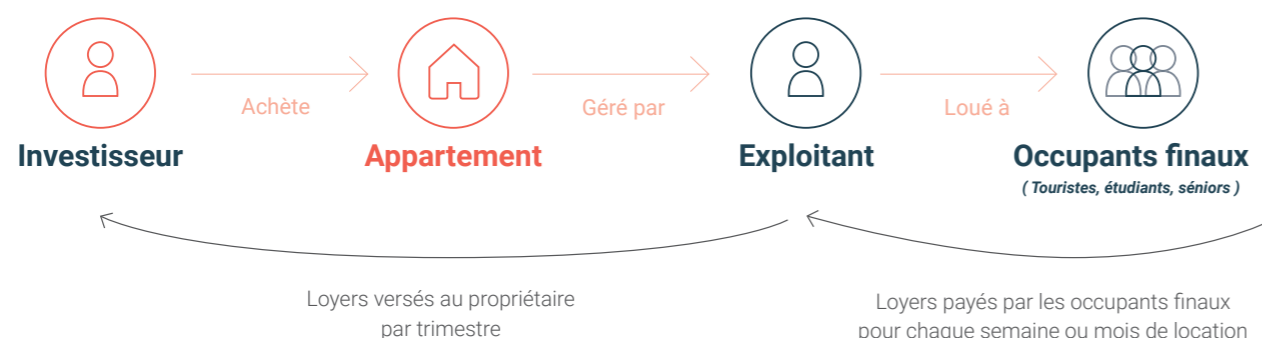 Achète
Géré par
Loué à
Investisseur
Appartement
Exploitant
Occupants finaux
( Touristes, étudiants, séniors )
Loyers versés au propriétaire
par trimestre
Loyers payés par les occupants finaux
pour chaque semaine ou mois de location